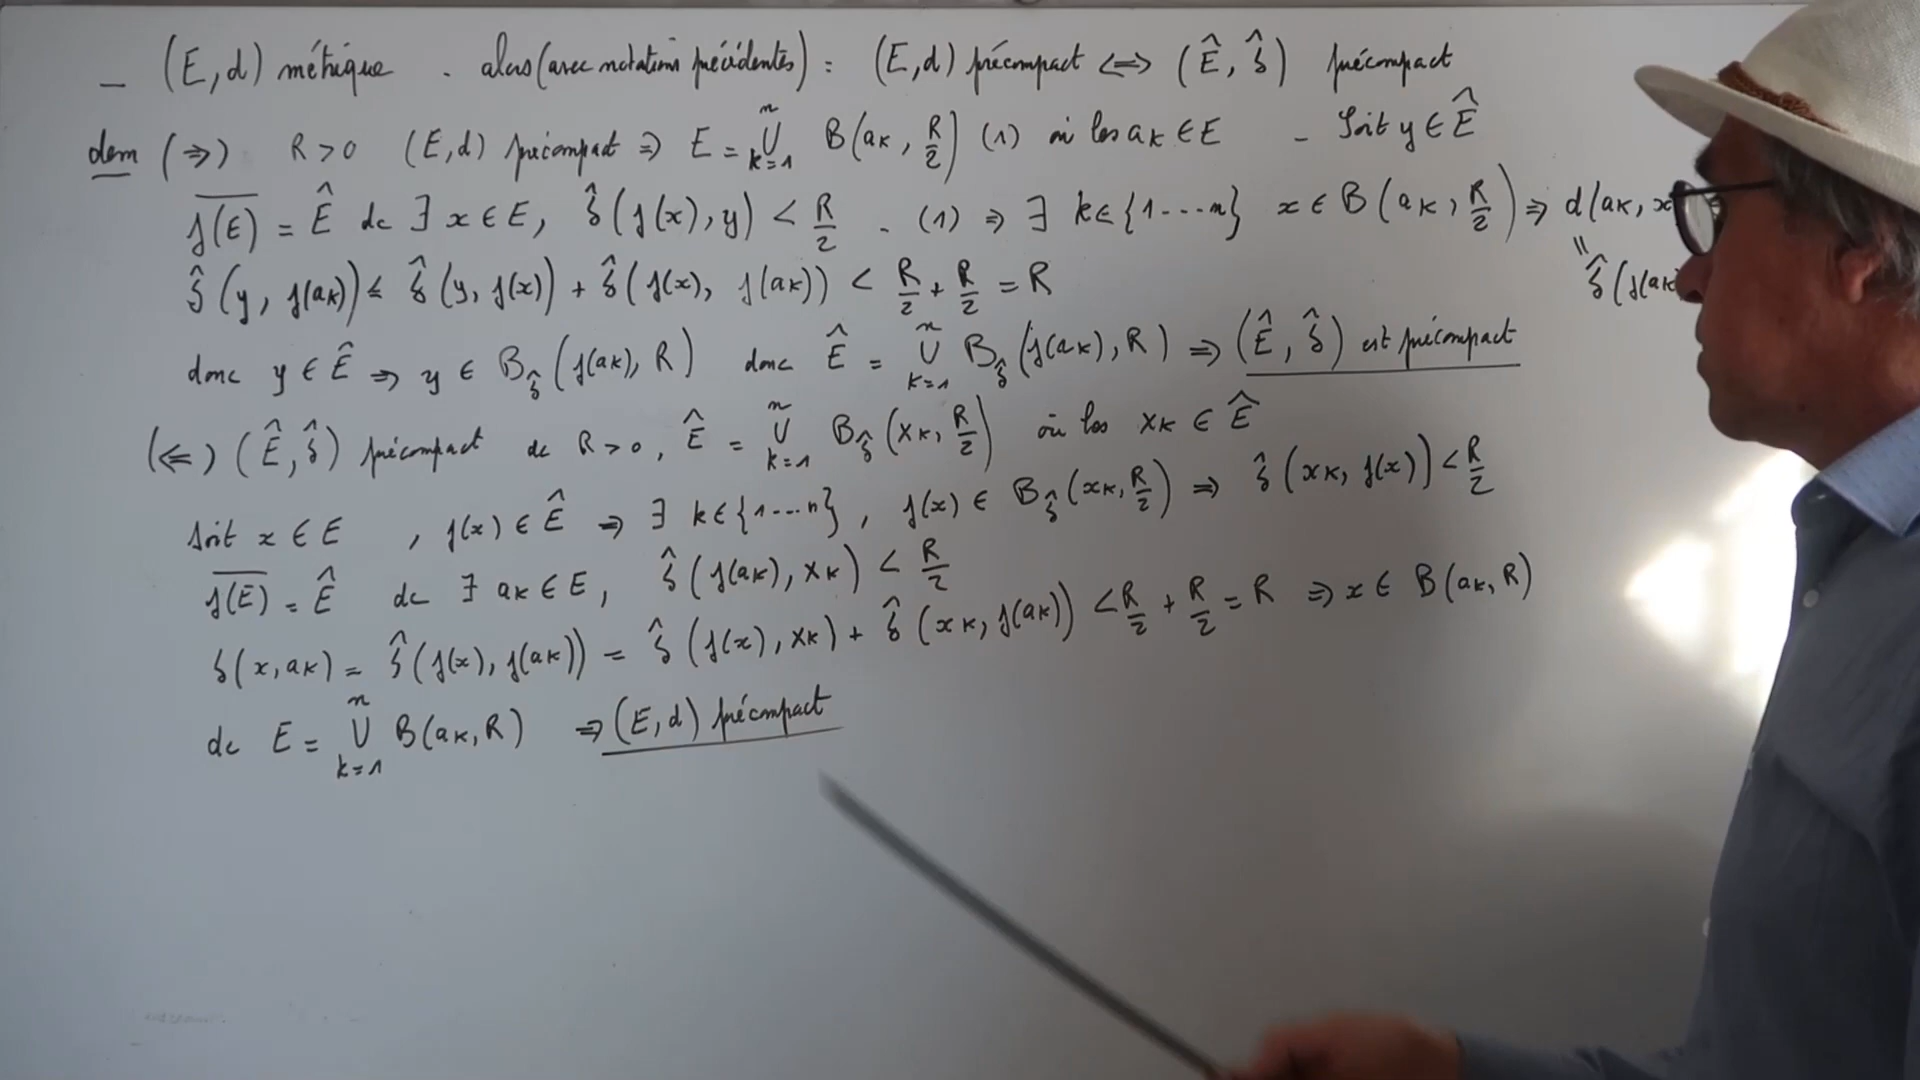 — (E,d) métrique . alors (avec notations précédentes) : (E,d) précompact <=> (Ê, δ̂) précompact
dem (⇒) R>0 (E,d) précompact ⇒ E = ⋃_{k=1}^{n} B(a_k, R/2) (1) où les a_k ∈ E — Soit y ∈ Ê
\overline{j(E)} = Ê dc ∃ x ∈ E, δ̂(j(x), y) < R/2 . (1) ⇒ ∃ k ∈ {1---n} x ∈ B(a_k, R/2) ⇒ d(a_k, x
= δ̂(j(a_k)
δ̂(y, j(a_k)) ≤ δ̂(y, j(x)) + δ̂(j(x), j(a_k)) < R/2 + R/2 = R
donc y ∈ Ê ⇒ y ∈ B_δ̂(j(a_k), R) donc Ê = ⋃_{k=1}^{n} B_δ̂(j(a_k), R) ⇒ (Ê, δ̂) est précompact
(⇐) (Ê, δ̂) précompact dc R>0, Ê = ⋃_{k=1}^{n} B_δ̂(x_k, R/2) où les x_k ∈ Ê
Soit x ∈ E , j(x) ∈ Ê ⇒ ∃ k ∈ {1---n}, j(x) ∈ B_δ̂(x_k, R/2) ⇒ δ̂(x_k, j(x)) < R/2
\overline{j(E)} = Ê dc ∃ a_k ∈ E, δ̂(j(a_k), x_k) < R/2
δ(x, a_k) = δ̂(j(x), j(a_k)) = δ̂(j(x), x_k) + δ̂(x_k, j(a_k)) < R/2 + R/2 = R ⇒ x ∈ B(a_k, R)
dc E = ⋃_{k=1}^{n} B(a_k, R) ⇒ (E,d) précompact